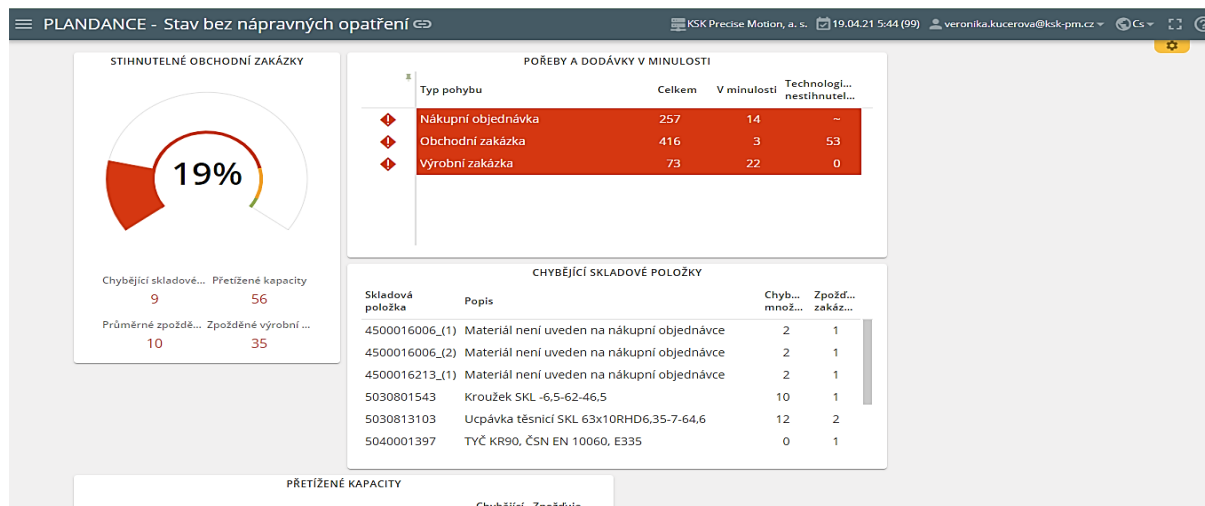 PLANDANCE - Stav bez nápravných opatření
KSK Precise Motion, a. s. 19.04.21 5:44 (99) veronika.kucerova@ksk-pm.cz Cs
STIHNUTELNÉ OBCHODNÍ ZAKÁZKY
19%
Chybějící skladové... Přetížené kapacity
9 56
Průměrné zpoždě... Zpožděné výrobní ...
10 35
POŘEBY A DODÁVKY V MINULOSTI
Typ pohybu Celkem V minulosti Technologi... nestihnutel...
Nákupní objednávka 257 14 ~
Obchodní zakázka 416 3 53
Výrobní zakázka 73 22 0
CHYBĚJÍCÍ SKLADOVÉ POLOŽKY
Skladová položka Popis Chyb... množ... Zpožď... zakáz...
4500016006_(1) Materiál není uveden na nákupní objednávce 2 1
4500016006_(2) Materiál není uveden na nákupní objednávce 2 1
4500016213_(1) Materiál není uveden na nákupní objednávce 2 1
5030801543 Kroužek SKL -6,5-62-46,5 10 1
5030813103 Ucpávka těsnicí SKL 63x10RHD6,35-7-64,6 12 2
5040001397 TYČ KR90, ČSN EN 10060, E335 0 1
PŘETÍŽENÉ KAPACITY